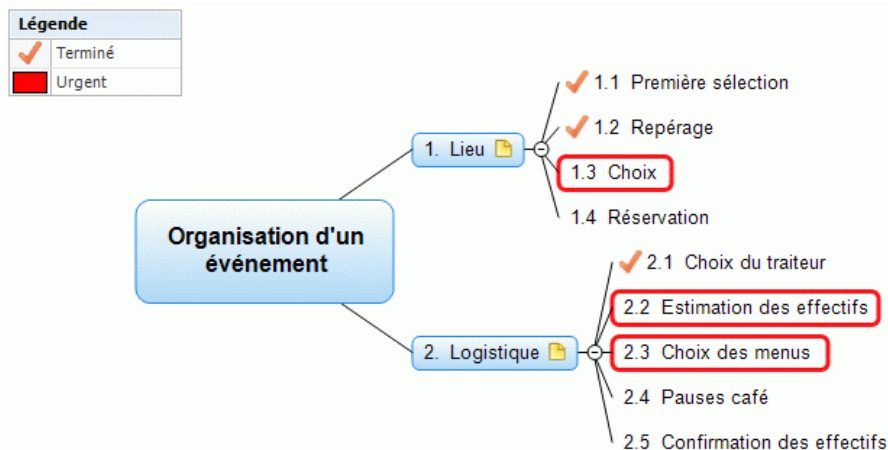 Légende
Terminé
Urgent
1.1 Première sélection
1.2 Repérage
1. Lieu
1.3 Choix
1.4 Réservation
Organisation d'un
événement
2.1 Choix du traiteur
2.2 Estimation des effectifs
2. Logistique
2.3 Choix des menus
2.4 Pauses café
2.5 Confirmation des effectifs